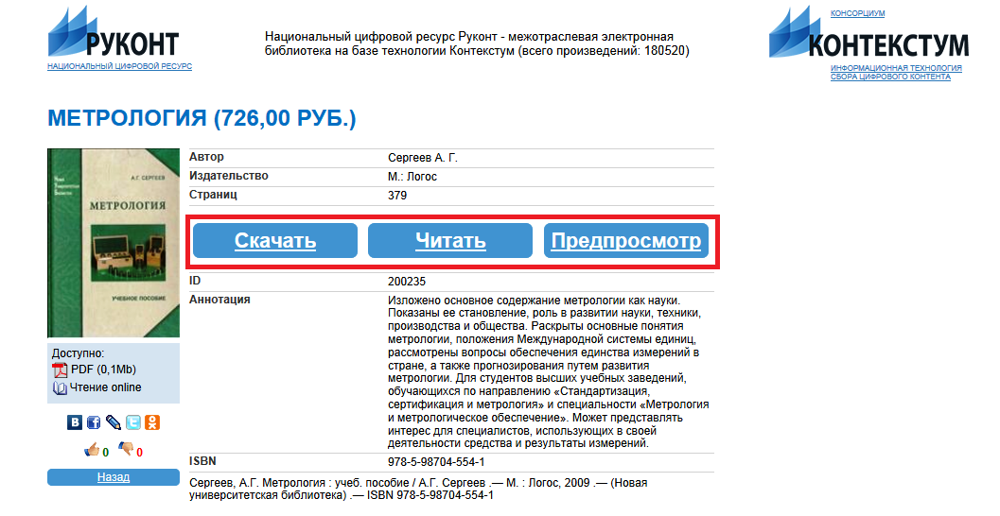 РУКОНТ
НАЦИОНАЛЬНЫЙ ЦИФРОВОЙ РЕСУРС
Национальный цифровой ресурс Руконт - межотраслевая электронная
библиотека на базе технологии Контекстум (всего произведений: 180520)
КОНСОРЦИУМ
КОНТЕКСТУМ
ИНФОРМАЦИОННАЯ ТЕХНОЛОГИЯ
СБОРА ЦИФРОВОГО КОНТЕНТА
МЕТРОЛОГИЯ (726,00 РУБ.)
А.Г. СЕРГЕЕВ
МЕТРОЛОГИЯ
УЧЕБНОЕ ПОСОБИЕ
Автор Сергеев А. Г.
Издательство М.: Логос
Страниц 379
Скачать Читать Предпросмотр
ID 200235
Аннотация Изложено основное содержание метрологии как науки.
Показаны ее становление, роль в развитии науки, техники,
производства и общества. Раскрыты основные понятия
метрологии, положения Международной системы единиц,
рассмотрены вопросы обеспечения единства измерений в
стране, а также прогнозирования путем развития
метрологии. Для студентов высших учебных заведений,
обучающихся по направлению «Стандартизация,
сертификация и метрология» и специальности «Метрология
и метрологическое обеспечение». Может представлять
интерес для специалистов, использующих в своей
деятельности средства и результаты измерений.
Доступно:
PDF (0,1Mb)
Чтение online
0 0
Назад
ISBN 978-5-98704-554-1
Сергеев, А.Г. Метрология : учеб. пособие / А.Г. Сергеев .— М. : Логос, 2009 .— (Новая
университетская библиотека) .— ISBN 978-5-98704-554-1